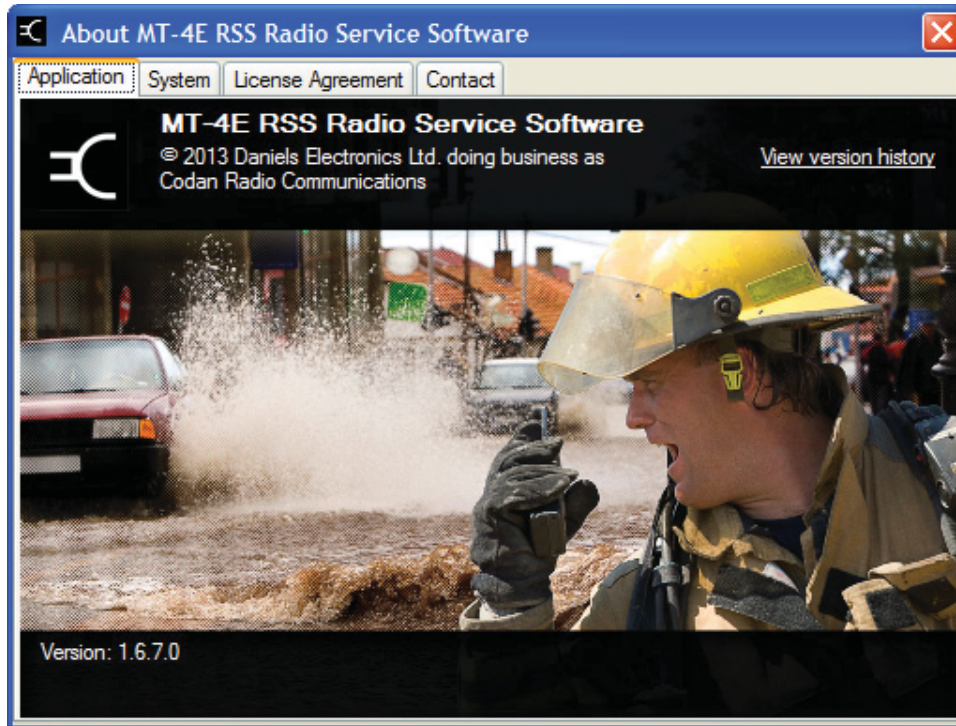 About MT-4E RSS Radio Service Software
Application System License Agreement Contact
MT-4E RSS Radio Service Software
© 2013 Daniels Electronics Ltd. doing business as
Codan Radio Communications
View version history
Version: 1.6.7.0